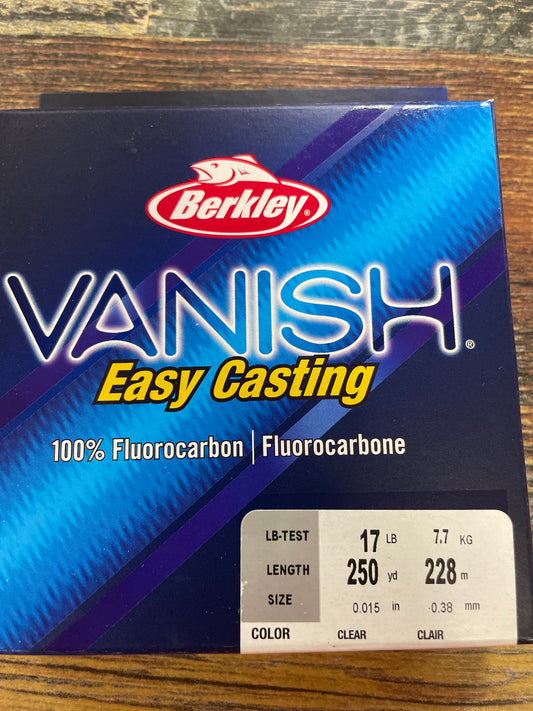 Berkley®
VANISH®
Easy Casting
100% Fluorocarbon | Fluorocarbone
LB-TEST 17 LB 7.7 KG
LENGTH 250 yd 228 m
SIZE 0.015 in 0.38 mm
COLOR CLEAR CLAIR